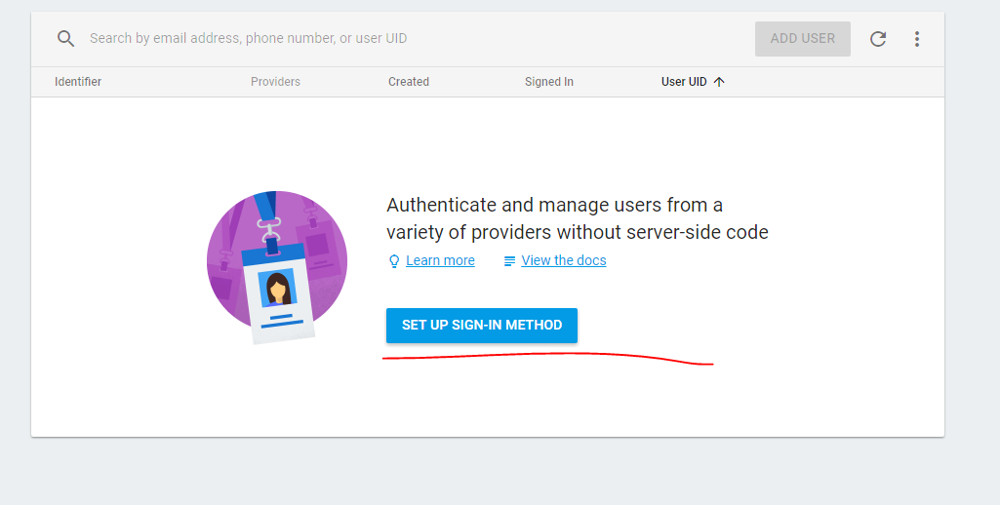 Search by email address, phone number, or user UID
ADD USER
Identifier Providers Created Signed In User UID
Authenticate and manage users from a
variety of providers without server-side code
Learn more View the docs
SET UP SIGN-IN METHOD